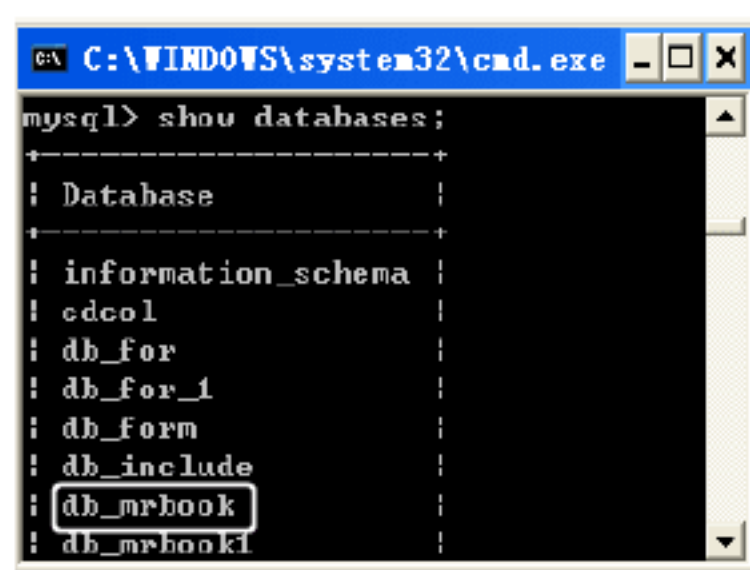 C:\WINDOWS\system32\cmd.exe
mysql> show databases;
+--------------------+
| Database |
+--------------------+
| information_schema |
| cdcol |
| db_for |
| db_for_1 |
| db_form |
| db_include |
| db_mrbook |
| db_mrbook1 |